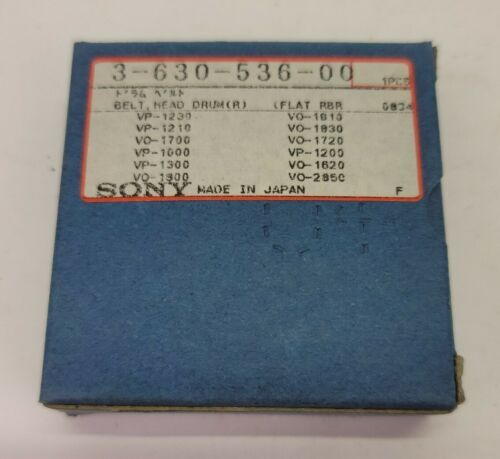 3-630-536-00
1PCS
ドラム ベルト
BELT, HEAD DRUM(R) (FLAT RBR 0834
VP-1230 VO-1810
VP-1210 VO-1830
VO-1700 VO-1720
VP-1000 VP-1200
VP-1300 VO-1620
VO-1800 VO-2850
SONY MADE IN JAPAN F